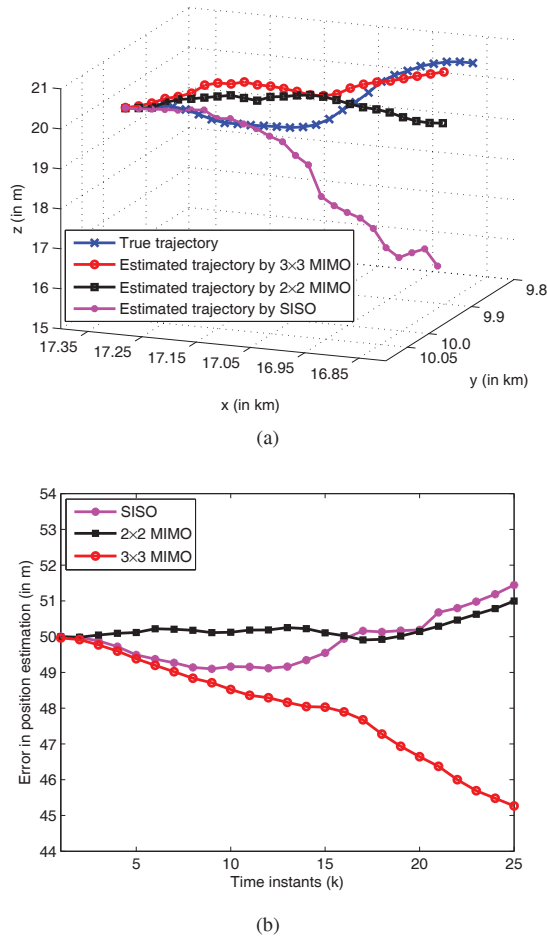 21
20
19
18
17
16
15
z (in m)
True trajectory
Estimated trajectory by 3×3 MIMO
Estimated trajectory by 2×2 MIMO
Estimated trajectory by SISO
17.35
17.25
17.15
17.05
16.95
16.85
x (in km)
9.8
9.9
10.0
10.05
y (in km)
(a)
54
53
52
51
50
49
48
47
46
45
44
Error in position estimation (in m)
SISO
2×2 MIMO
3×3 MIMO
5
10
15
20
25
Time instants (k)
(b)